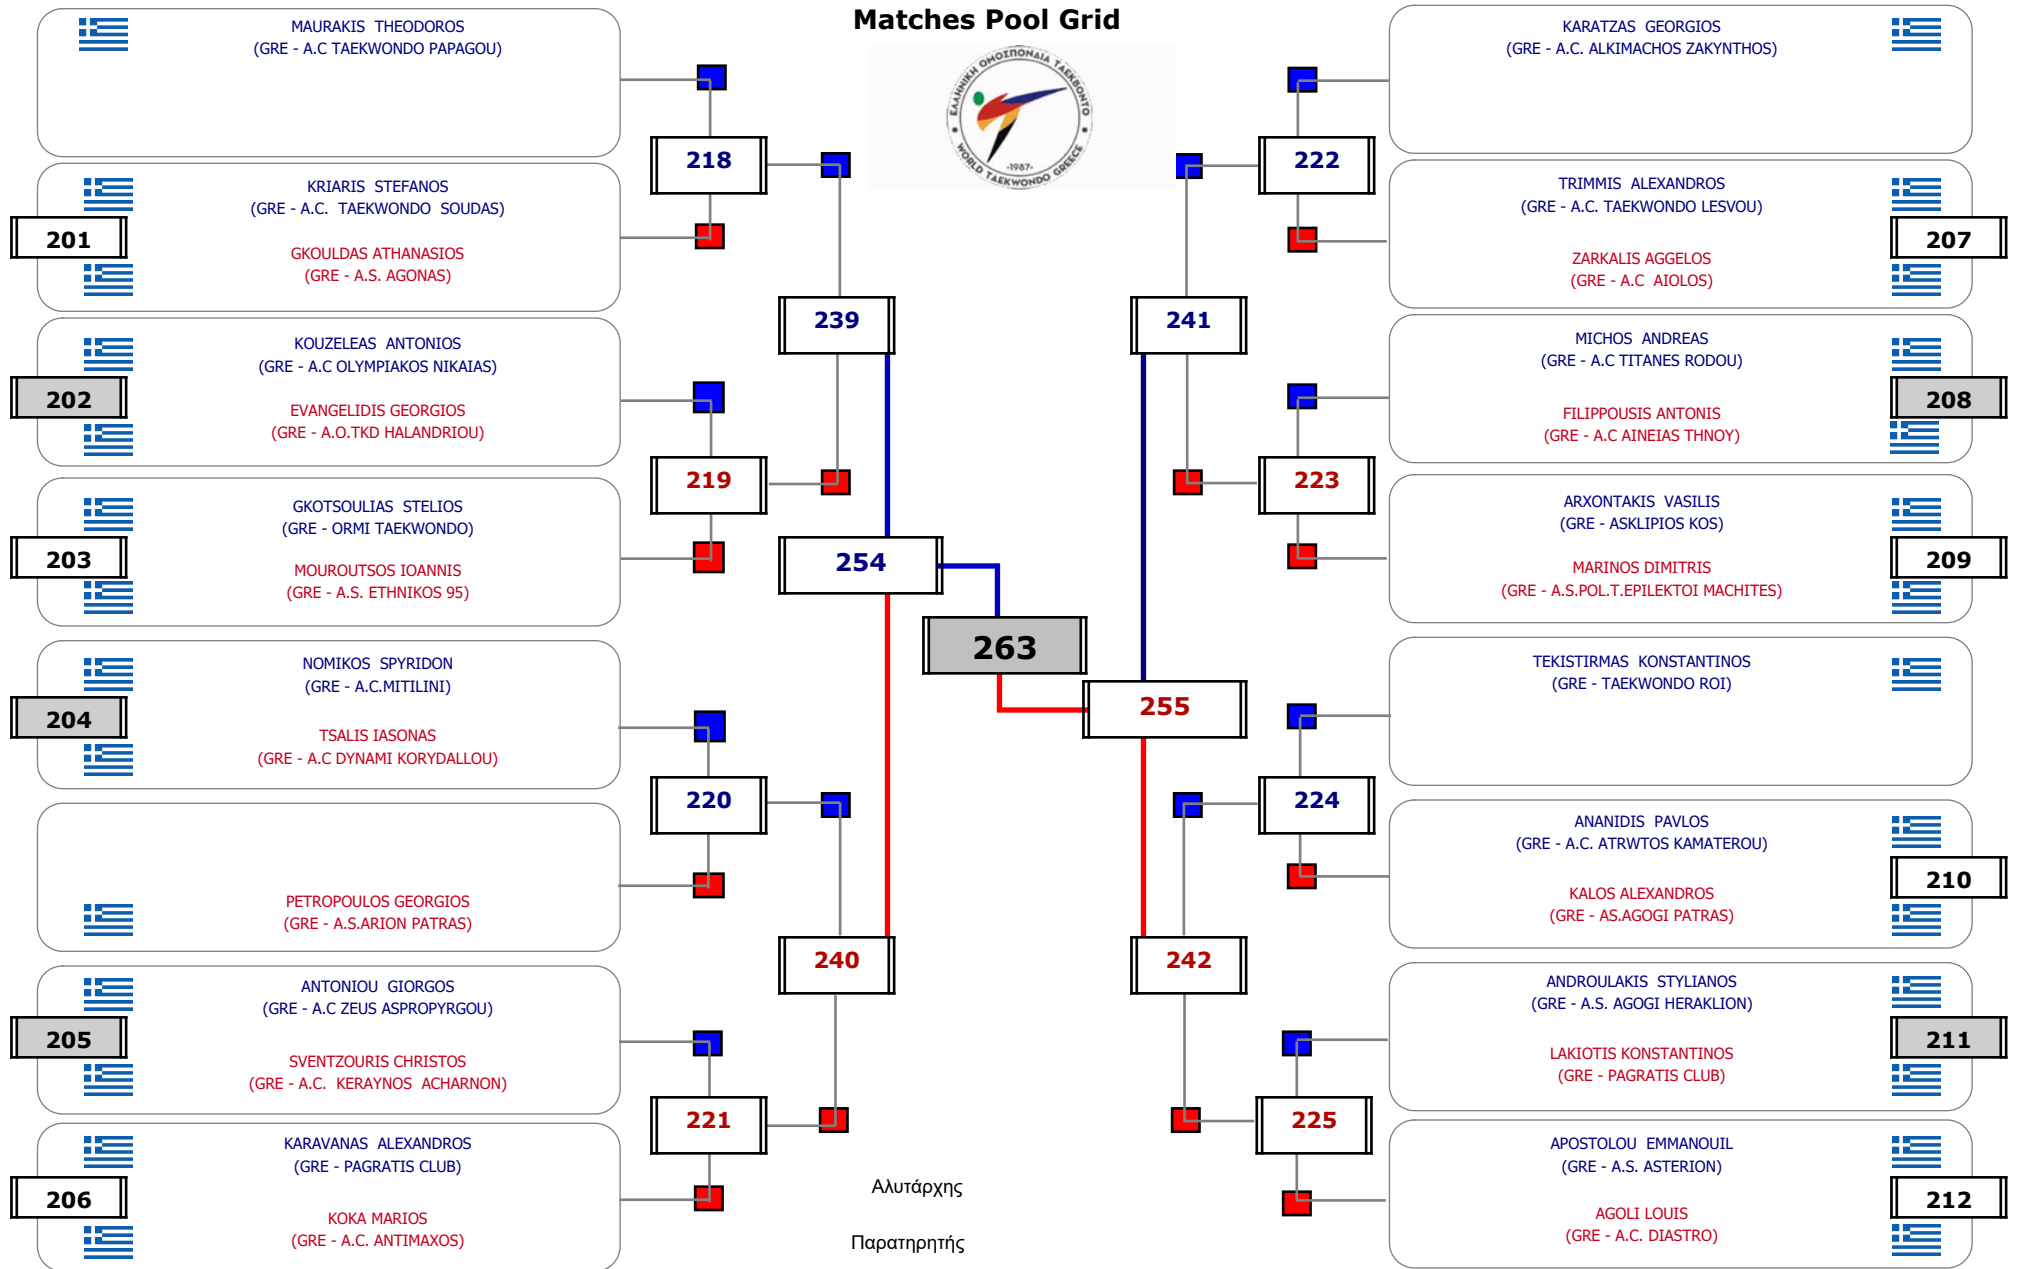 Matches Pool Grid
ΕΛΛΗΝΙΚΗ ΟΜΟΣΠΟΝΔΙΑ ΤΑΕΚΒΟΝΤΟ
-1987-
WORLD TAEKWONDO GREECE
MAURAKIS THEODOROS
(GRE - A.C TAEKWONDO PAPAGOU)
KRIARIS STEFANOS
(GRE - A.C. TAEKWONDO SOUDAS)
201
GKOULDAS ATHANASIOS
(GRE - A.S. AGONAS)
KOUZELEAS ANTONIOS
(GRE - A.C OLYMPIAKOS NIKAIAS)
202
EVANGELIDIS GEORGIOS
(GRE - A.O.TKD HALANDRIOU)
GKOTSOULIAS STELIOS
(GRE - ORMI TAEKWONDO)
203
MOUROUTSOS IOANNIS
(GRE - A.S. ETHNIKOS 95)
NOMIKOS SPYRIDON
(GRE - A.C.MITILINI)
204
TSALIS IASONAS
(GRE - A.C DYNAMI KORYDALLOU)
PETROPOULOS GEORGIOS
(GRE - A.S.ARION PATRAS)
ANTONIOU GIORGOS
(GRE - A.C ZEUS ASPROPYRGOU)
205
SVENTZOURIS CHRISTOS
(GRE - A.C. KERAYNOS ACHARNON)
KARAVANAS ALEXANDROS
(GRE - PAGRATIS CLUB)
206
KOKA MARIOS
(GRE - A.C. ANTIMAXOS)
218
219
220
221
239
240
254
263
255
241
242
222
223
224
225
KARATZAS GEORGIOS
(GRE - A.C. ALKIMACHOS ZAKYNTHOS)
TRIMMIS ALEXANDROS
(GRE - A.C. TAEKWONDO LESVOU)
207
ZARKALIS AGGELOS
(GRE - A.C AIOLOS)
MICHOS ANDREAS
(GRE - A.C TITANES RODOU)
208
FILIPPOUSIS ANTONIS
(GRE - A.C AINEIAS THNOY)
ARXONTAKIS VASILIS
(GRE - ASKLIPIOS KOS)
209
MARINOS DIMITRIS
(GRE - A.S.POL.T.EPILEKTOI MACHITES)
TEKISTIRMAS KONSTANTINOS
(GRE - TAEKWONDO ROI)
ANANIDIS PAVLOS
(GRE - A.C. ATRWTOS KAMATEROU)
210
KALOS ALEXANDROS
(GRE - AS.AGOGI PATRAS)
ANDROULAKIS STYLIANOS
(GRE - A.S. AGOGI HERAKLION)
211
LAKIOTIS KONSTANTINOS
(GRE - PAGRATIS CLUB)
APOSTOLOU EMMANOUIL
(GRE - A.S. ASTERION)
212
AGOLI LOUIS
(GRE - A.C. DIASTRO)
Αλυτάρχης
Παρατηρητής